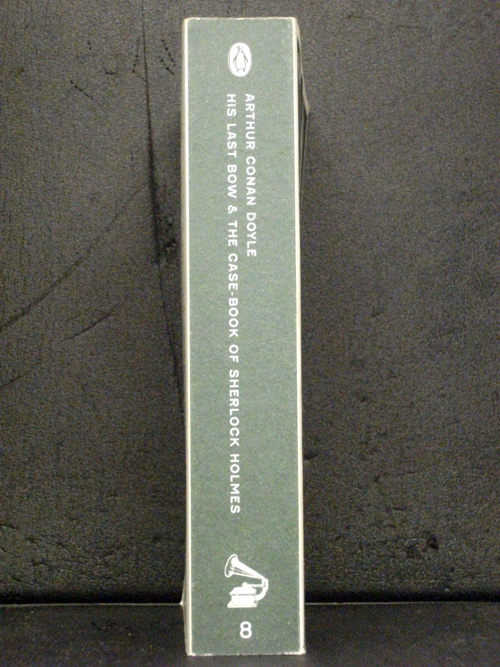 ARTHUR CONAN DOYLE
HIS LAST BOW & THE CASE-BOOK OF SHERLOCK HOLMES
8